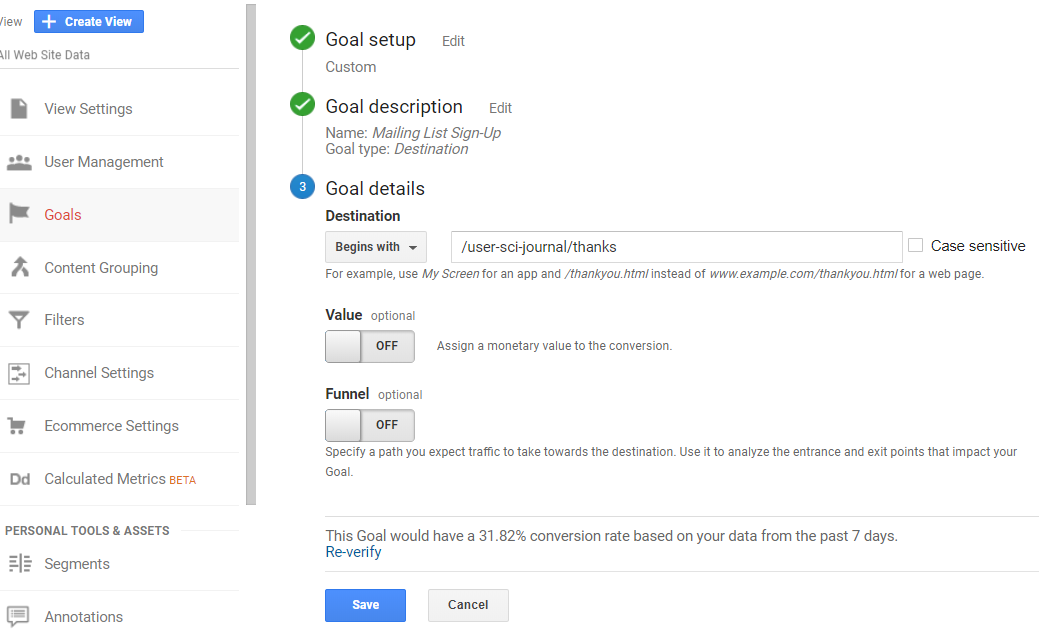 View
Create View
All Web Site Data
View Settings
User Management
Goals
Content Grouping
Filters
Channel Settings
Ecommerce Settings
Dd Calculated Metrics BETA
PERSONAL TOOLS & ASSETS
Segments
Annotations
Goal setup Edit
Custom
Goal description Edit
Name: Mailing List Sign-Up
Goal type: Destination
3 Goal details
Destination
Begins with /user-sci-journal/thanks Case sensitive
For example, use My Screen for an app and /thankyou.html instead of www.example.com/thankyou.html for a web page.
Value optional
OFF Assign a monetary value to the conversion.
Funnel optional
OFF
Specify a path you expect traffic to take towards the destination. Use it to analyze the entrance and exit points that impact your
Goal.
This Goal would have a 31.82% conversion rate based on your data from the past 7 days.
Re-verify
Save Cancel